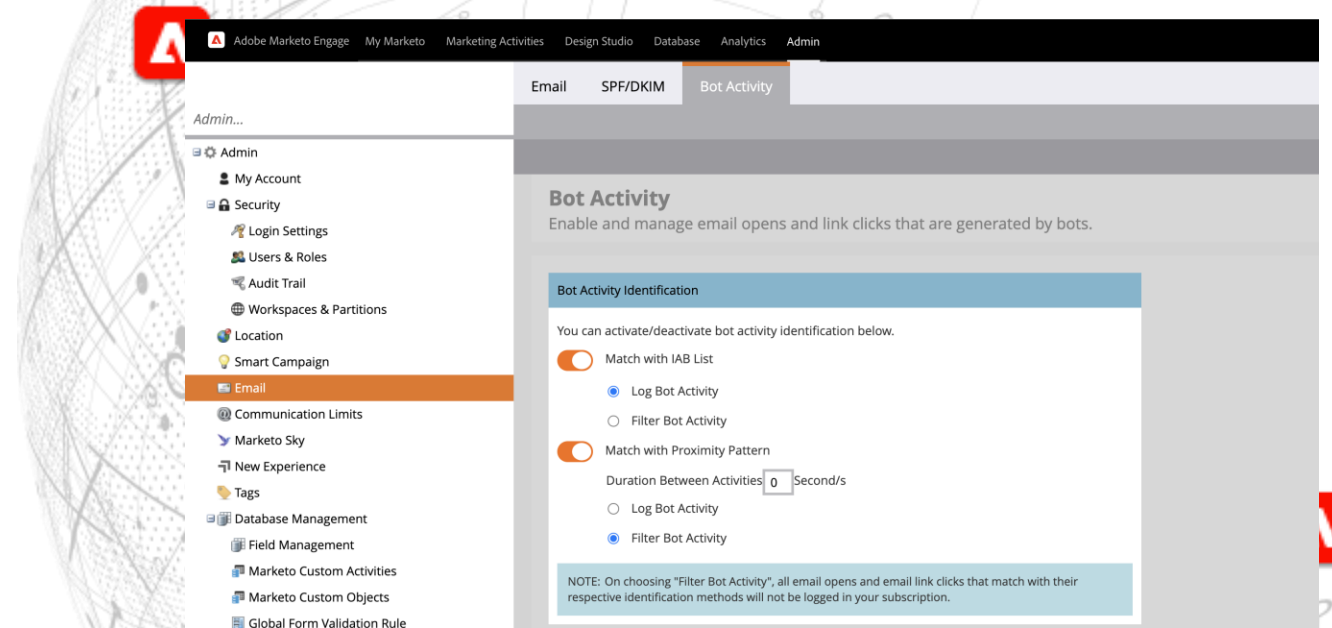 Adobe Marketo Engage My Marketo Marketing Activities Design Studio Database Analytics Admin
Email SPF/DKIM Bot Activity
Admin...
Admin
My Account
Security
Login Settings
Users & Roles
Audit Trail
Workspaces & Partitions
Location
Smart Campaign
Email
Communication Limits
Marketo Sky
New Experience
Tags
Database Management
Field Management
Marketo Custom Activities
Marketo Custom Objects
Global Form Validation Rule
Bot Activity
Enable and manage email opens and link clicks that are generated by bots.
Bot Activity Identification
You can activate/deactivate bot activity identification below.
Match with IAB List
Log Bot Activity
Filter Bot Activity
Match with Proximity Pattern
Duration Between Activities 0 Second/s
Log Bot Activity
Filter Bot Activity
NOTE: On choosing "Filter Bot Activity", all email opens and email link clicks that match with their
respective identification methods will not be logged in your subscription.